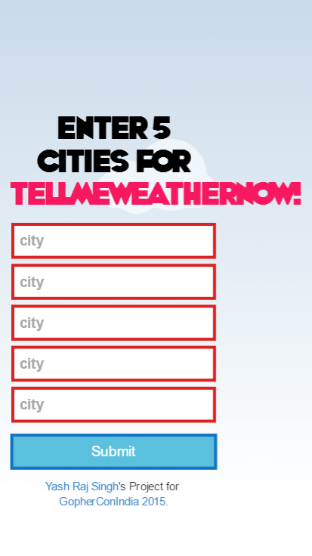 ENTER 5
CITIES FOR
TELLMEWEATHERNOW!
city
city
city
city
city
Submit
Yash Raj Singh's Project for
GopherConIndia 2015.